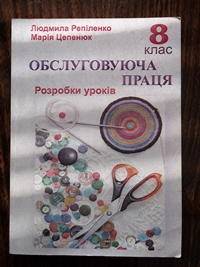 Людмила Репіленко
Марія Цепенюк
8
клас
ОБСЛУГОВУЮЧА
ПРАЦЯ
Розробки уроків